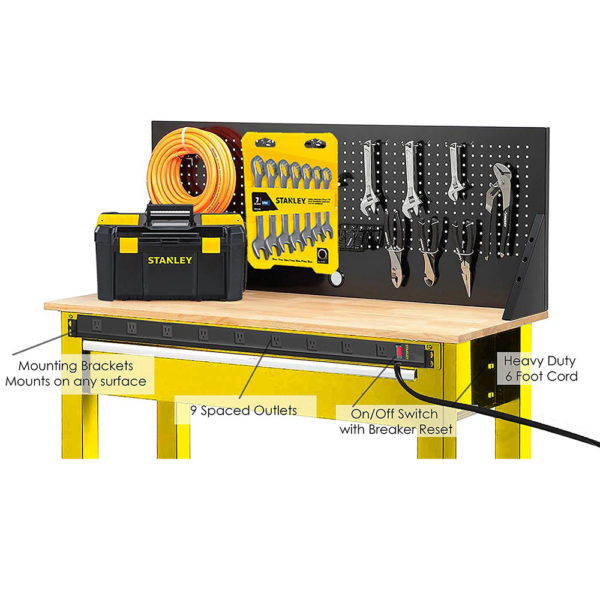 STANLEY
STANLEY
Mounting Brackets
Mounts on any surface
9 Spaced Outlets
On/Off Switch
with Breaker Reset
Heavy Duty
6 Foot Cord